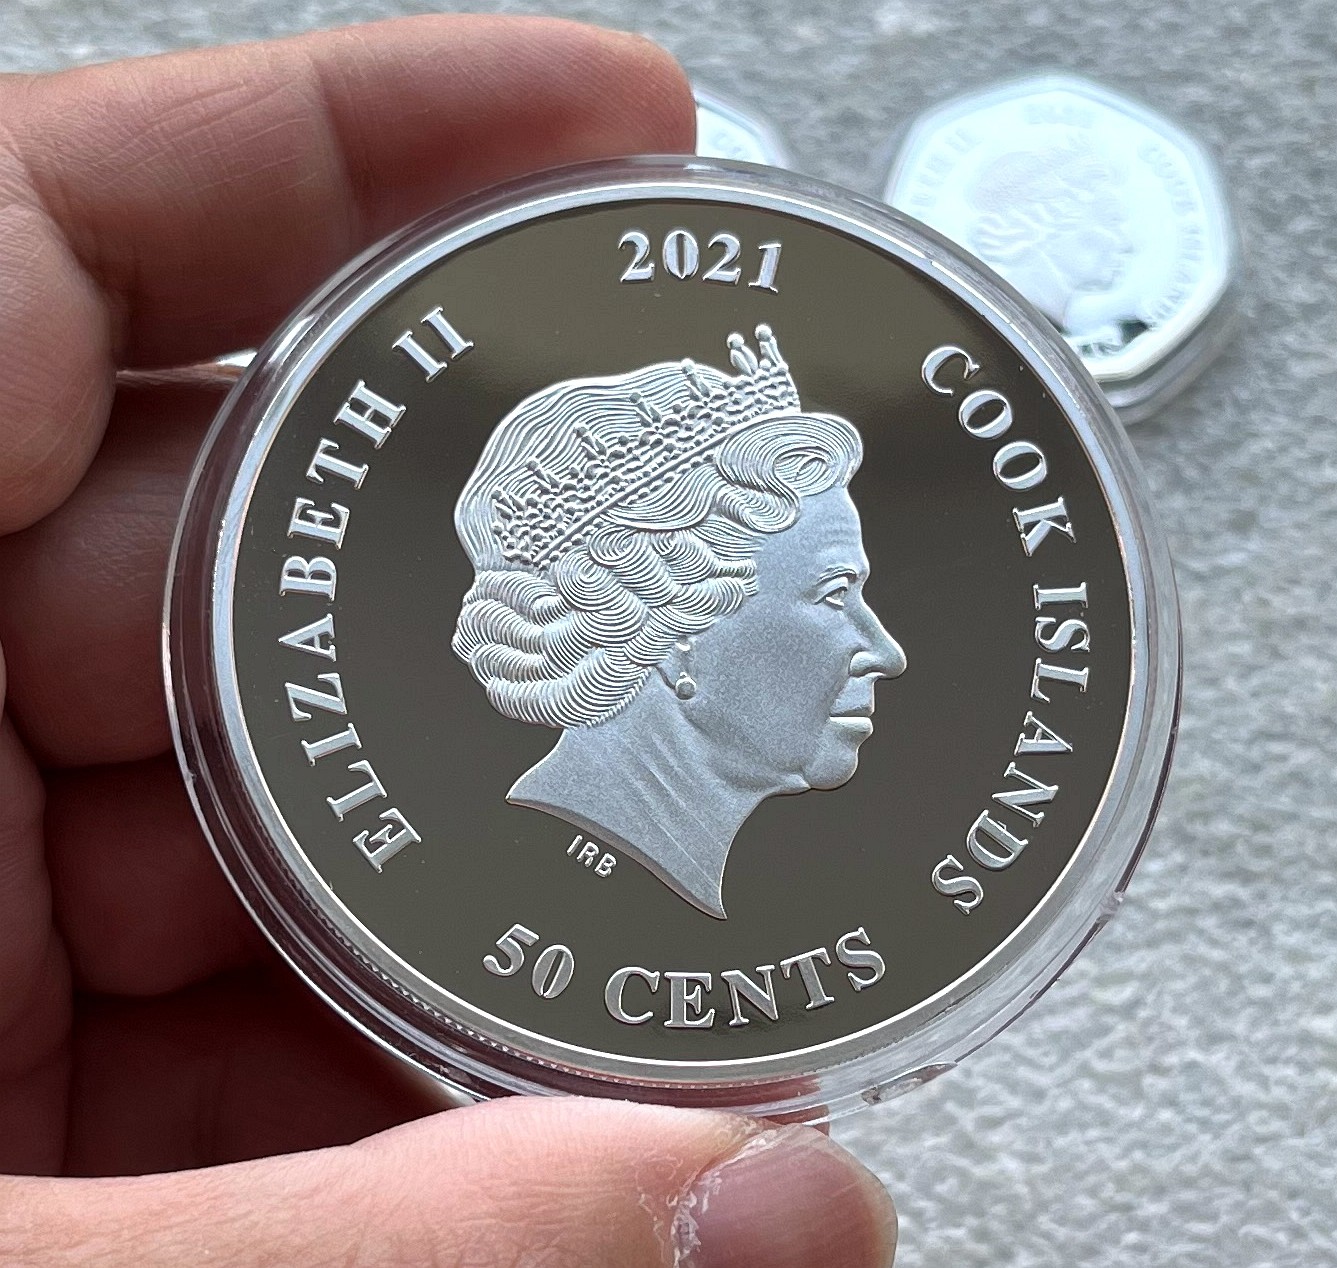 2021
ELIZABETH II
COOK ISLANDS
IRB
50 CENTS